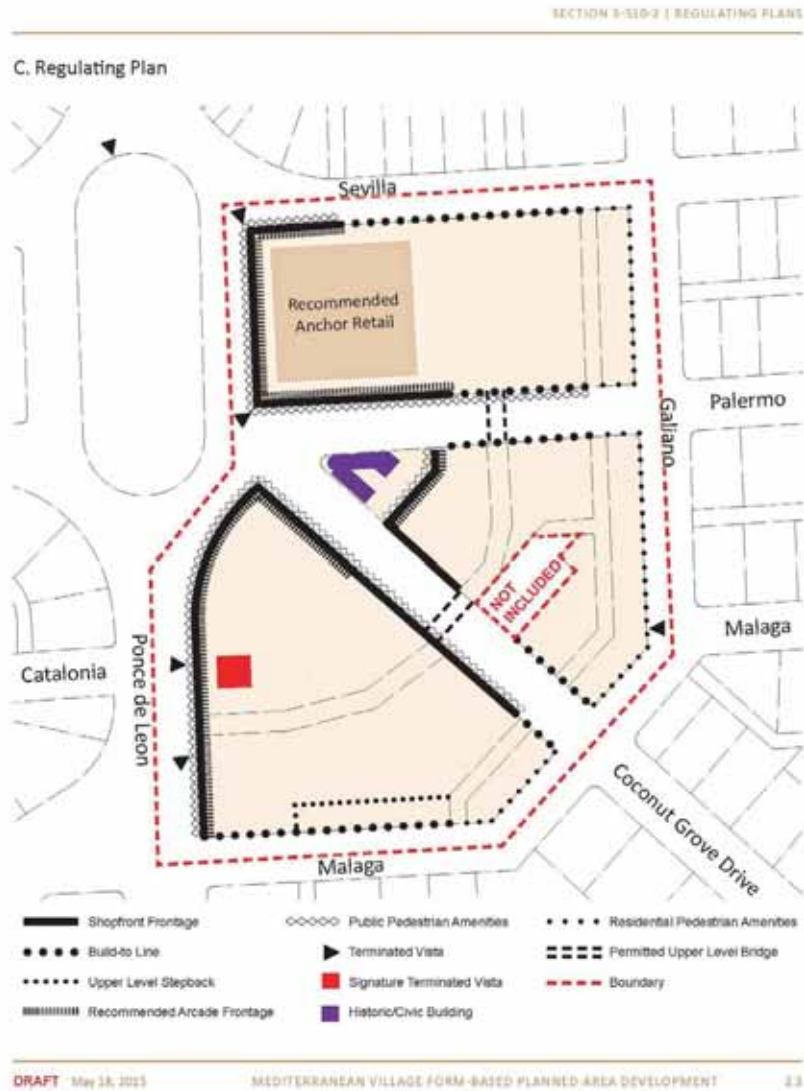 SECTION 3-510-2 | REGULATING PLANS
C. Regulating Plan
Sevilla
Recommended
Anchor Retail
Palermo
Galiano
NOT
INCLUDED
Malaga
Catalonia
Ponce de Leon
Coconut Grove Drive
Malaga
Shopfront Frontage
Public Pedestrian Amenities
Residential Pedestrian Amenities
Build-to Line
Terminated Vista
Permitted Upper Level Bridge
Upper Level Stepback
Signature Terminated Vista
Boundary
Recommended Arcade Frontage
Historic/Civic Building
DRAFT May 18, 2015
MEDITERRANEAN VILLAGE FORM-BASED PLANNED AREA DEVELOPMENT